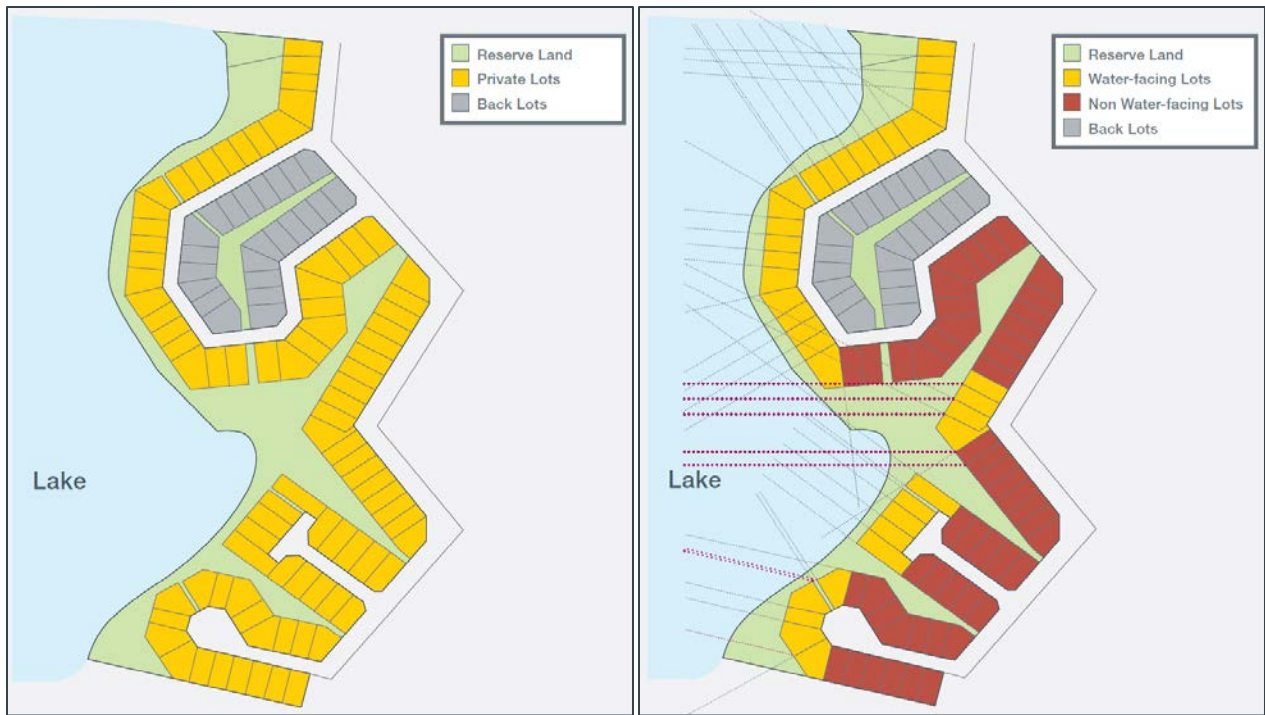 Reserve Land
Private Lots
Back Lots
Lake
Reserve Land
Water-facing Lots
Non Water-facing Lots
Back Lots
Lake